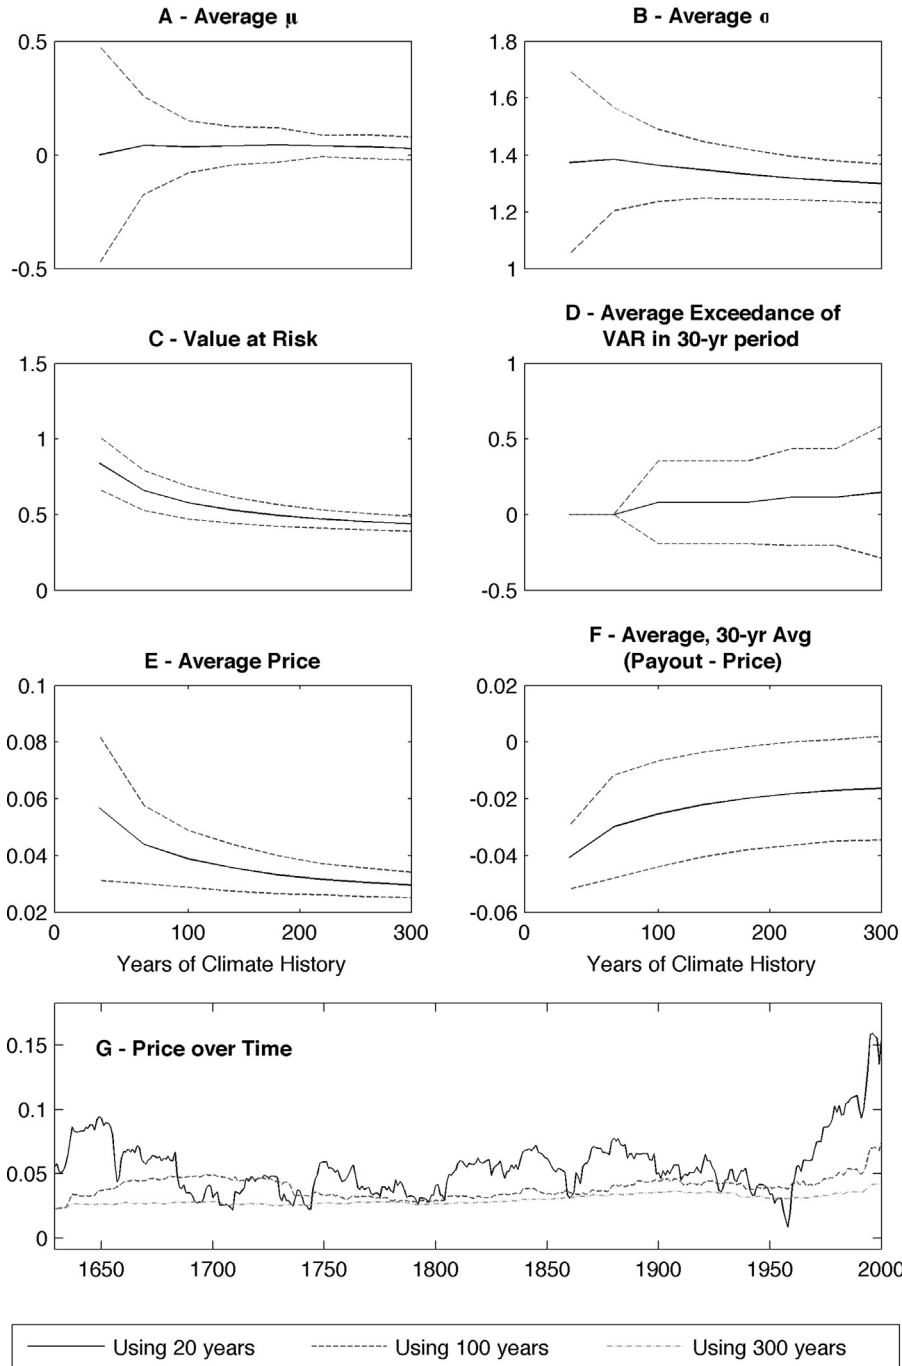 A - Average μ
B - Average σ
0.5
0
-0.5
1.8
1.6
1.4
1.2
1
C - Value at Risk
D - Average Exceedance of
VAR in 30-yr period
1.5
1
0.5
0
1
0.5
0
-0.5
E - Average Price
F - Average, 30-yr Avg
(Payout - Price)
0.1
0.08
0.06
0.04
0.02
0.02
0
-0.02
-0.04
-0.06
0 100 200 300
0 100 200 300
Years of Climate History
Years of Climate History
G - Price over Time
0.15
0.1
0.05
0
1650 1700 1750 1800 1850 1900 1950 2000
Using 20 years Using 100 years Using 300 years